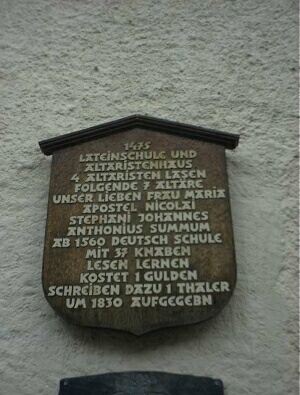 1475
LATEINSCHULE UND
ALTARISTENHAUS
4 ALTARISTEN LASEN
FOLGENDE 7 ALTÄRE
UNSER LIEBEN FRAU MARIA
APOSTEL NICOLAI
STEPHANI JOHANNES
ANTHONIUS SUMMUM
AB 1560 DEUTSCH SCHULE
MIT 37 KNABEN
LESEN LERNEN
KOSTET 1 GULDEN
SCHREIBEN DAZU 1 THALER
UM 1830 AUFGEGEBN